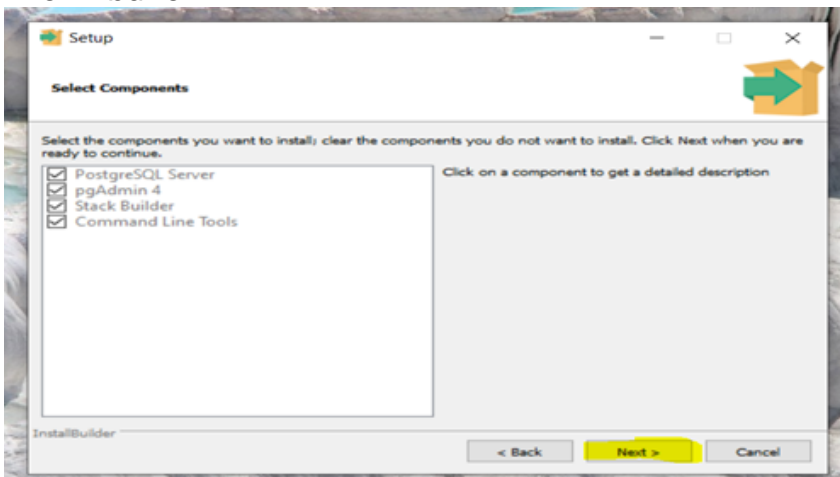 Setup
Select Components
Select the components you want to install; clear the components you do not want to install. Click Next when you are
ready to continue.
PostgreSQL Server
pgAdmin 4
Stack Builder
Command Line Tools
Click on a component to get a detailed description
InstallBuilder
< Back
Next >
Cancel